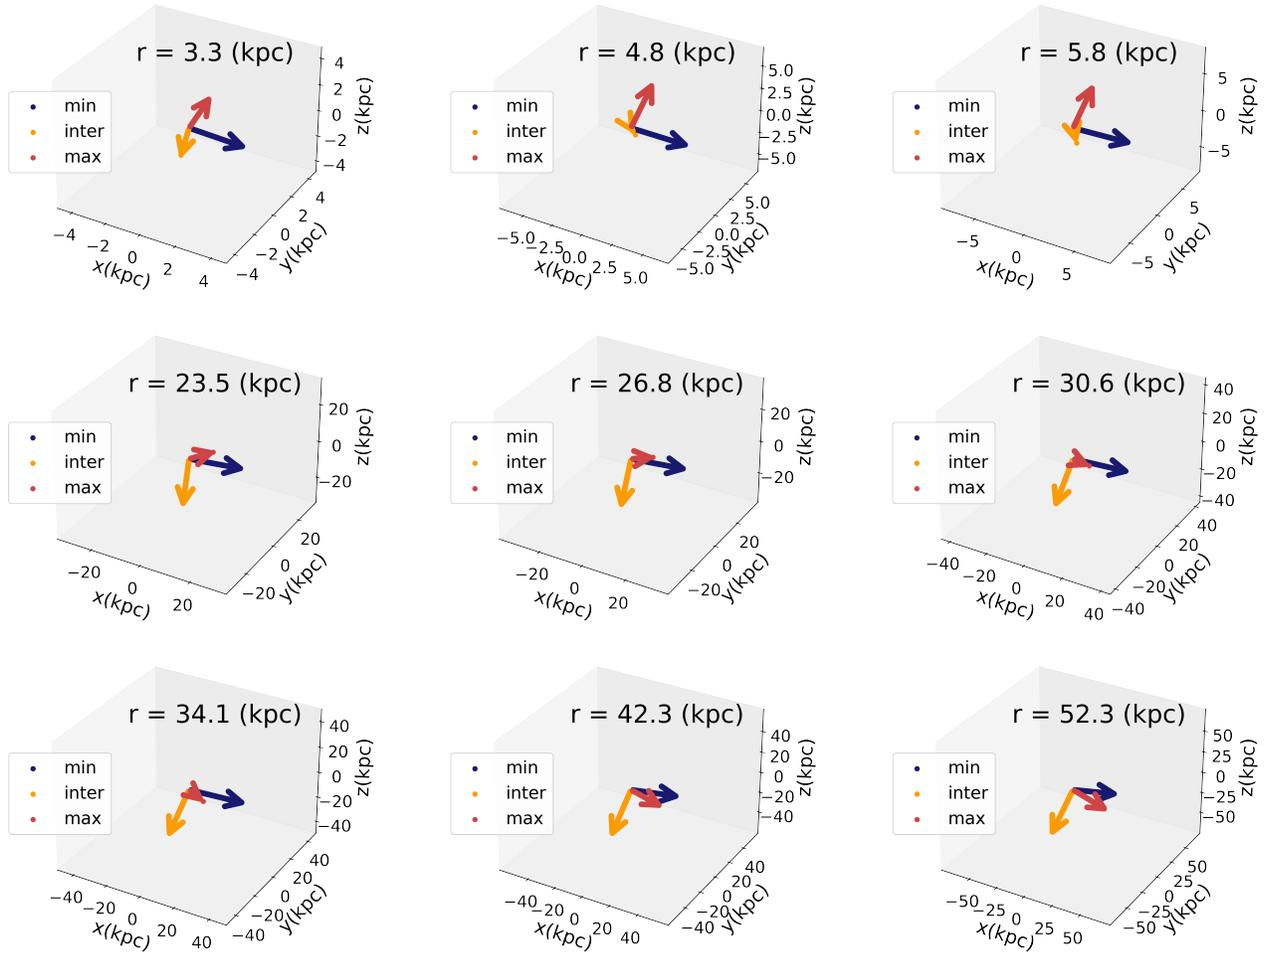 r = 3.3 (kpc)
min
inter
max
4
2
0
−2
−4
z(kpc)
−4
−2
0
2
4
x(kpc)
4
2
0
−2
−4
y(kpc)
r = 4.8 (kpc)
min
inter
max
5.0
2.5
0.0
−2.5
−5.0
z(kpc)
−5.0
−2.5
0.0
2.5
5.0
x(kpc)
5.0
2.5
0.0
−2.5
−5.0
y(kpc)
r = 5.8 (kpc)
min
inter
max
5
0
−5
z(kpc)
−5
0
5
x(kpc)
5
0
−5
y(kpc)
r = 23.5 (kpc)
min
inter
max
20
0
−20
z(kpc)
−20
0
20
x(kpc)
20
0
−20
y(kpc)
r = 26.8 (kpc)
min
inter
max
20
0
−20
z(kpc)
−20
0
20
x(kpc)
20
0
−20
y(kpc)
r = 30.6 (kpc)
min
inter
max
40
20
0
−20
−40
z(kpc)
−40
−20
0
20
40
x(kpc)
40
20
0
−20
−40
y(kpc)
r = 34.1 (kpc)
min
inter
max
40
20
0
−20
−40
z(kpc)
−40
−20
0
20
40
x(kpc)
40
20
0
−20
−40
y(kpc)
r = 42.3 (kpc)
min
inter
max
40
20
0
−20
−40
z(kpc)
−40
−20
0
20
40
x(kpc)
40
20
0
−20
−40
y(kpc)
r = 52.3 (kpc)
min
inter
max
50
25
0
−25
−50
z(kpc)
−50
−25
0
25
50
x(kpc)
50
25
0
−25
−50
y(kpc)